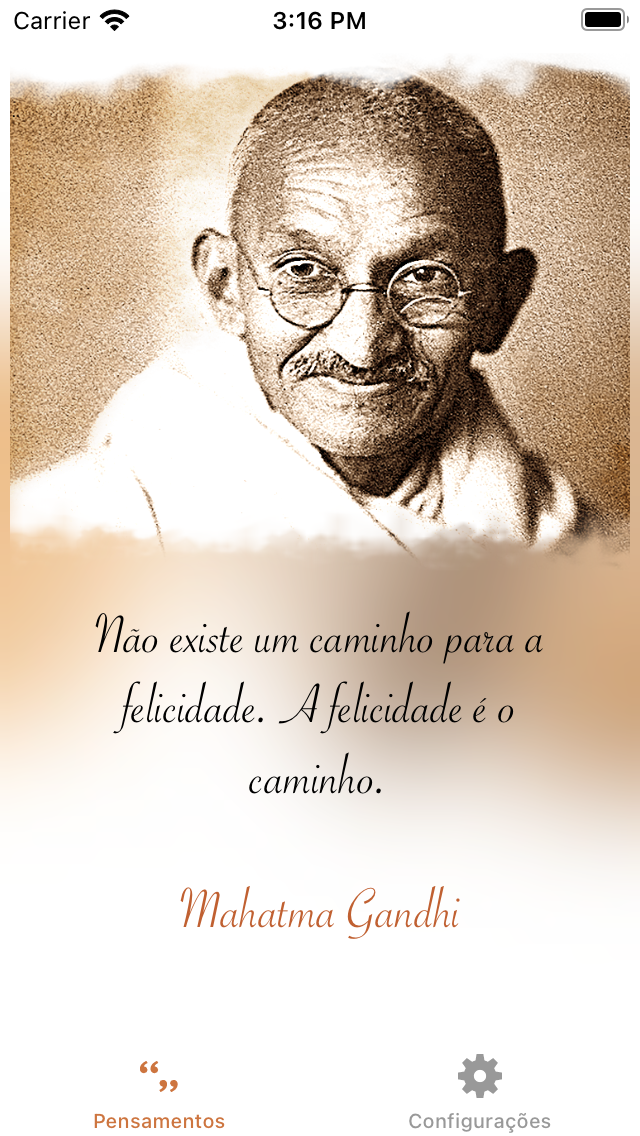 Carrier 3:16 PM
Não existe um caminho para a
felicidade. A felicidade é o
caminho.
Mahatma Gandhi
Pensamentos Configurações